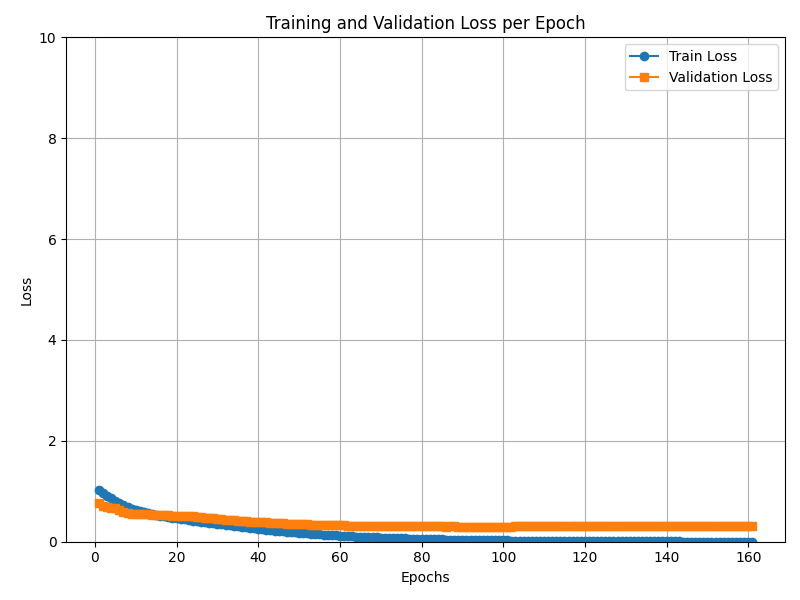 Training and Validation Loss per Epoch
Train Loss
Validation Loss
10
8
6
4
2
0
Loss
0 20 40 60 80 100 120 140 160
Epochs